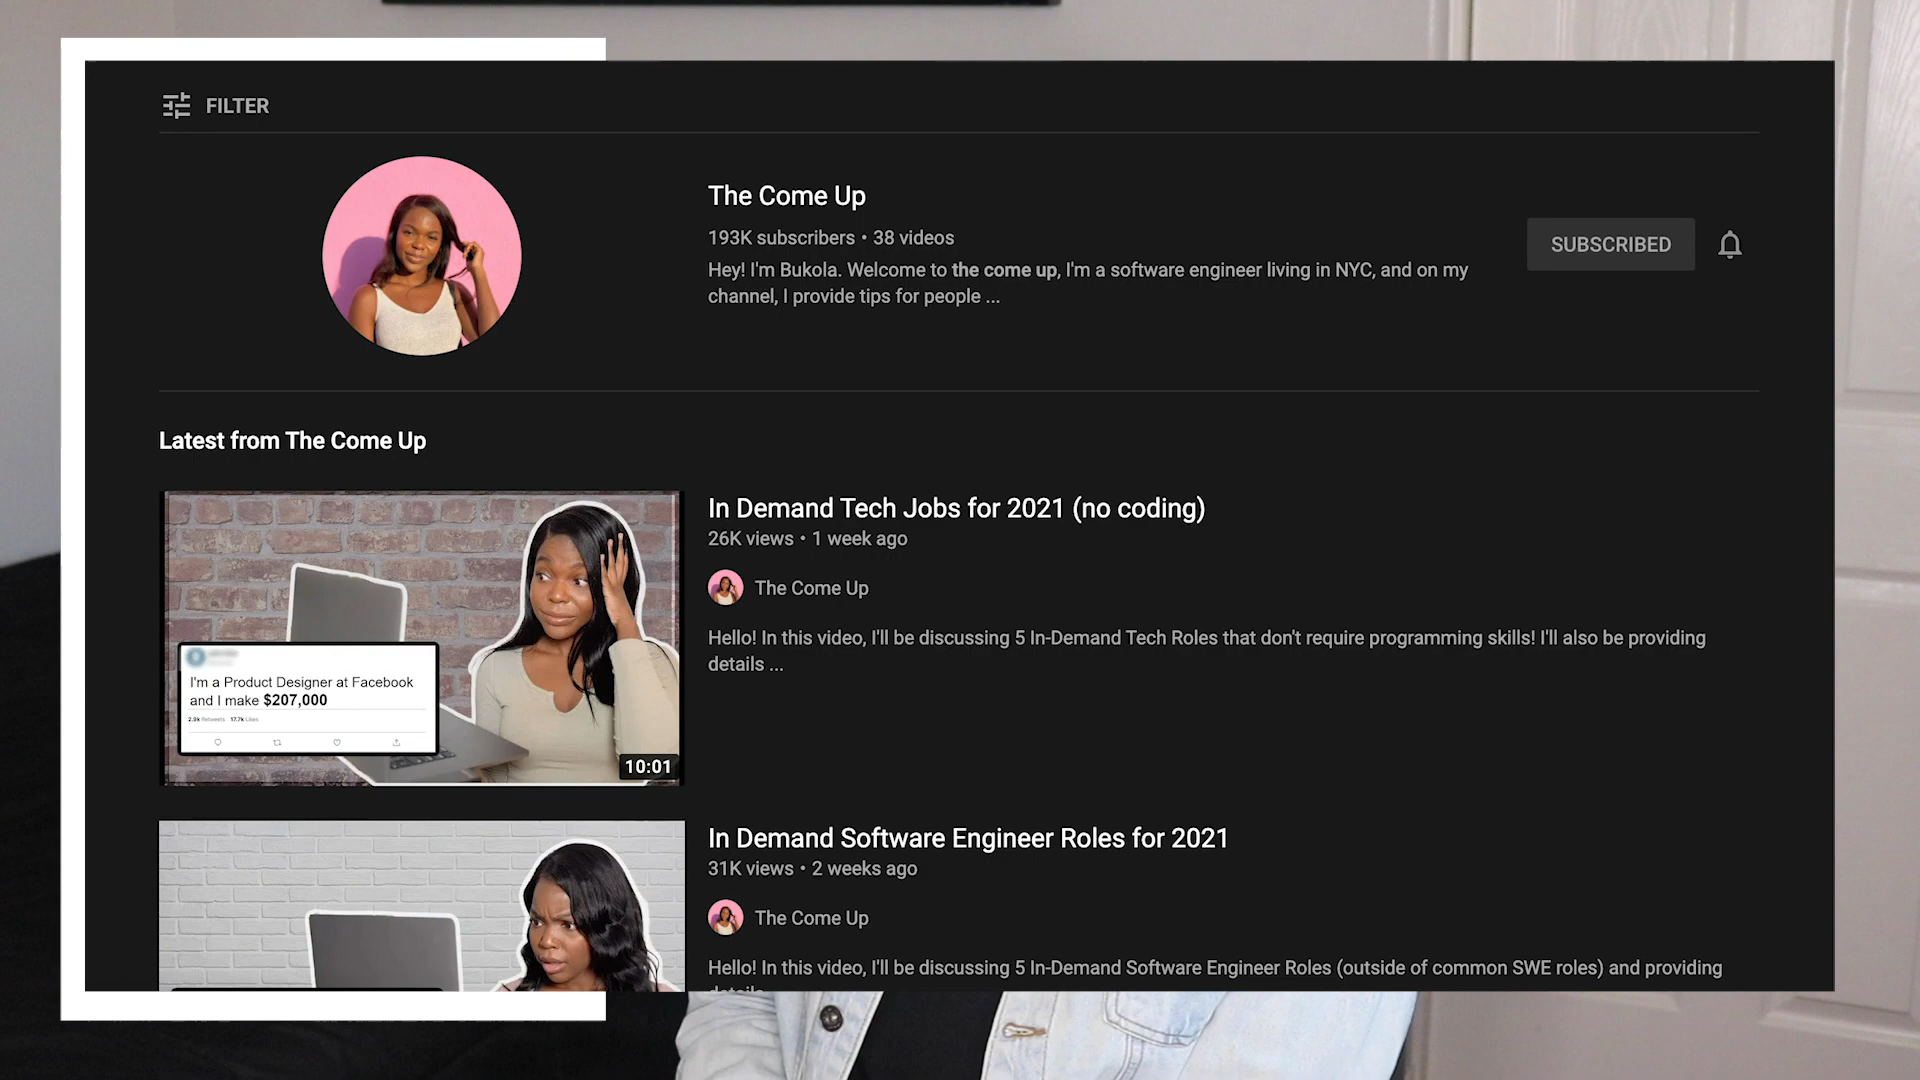 FILTER
The Come Up
193K subscribers • 38 videos
Hey! I'm Bukola. Welcome to the come up, I'm a software engineer living in NYC, and on my
channel, I provide tips for people ...
SUBSCRIBED
Latest from The Come Up
I'm a Product Designer at Facebook
and I make $207,000
2.9k Retweets 17.7k Likes
10:01
In Demand Tech Jobs for 2021 (no coding)
26K views • 1 week ago
The Come Up
Hello! In this video, I'll be discussing 5 In-Demand Tech Roles that don't require programming skills! I'll also be providing
details ...
In Demand Software Engineer Roles for 2021
31K views • 2 weeks ago
The Come Up
Hello! In this video, I'll be discussing 5 In-Demand Software Engineer Roles (outside of common SWE roles) and providing